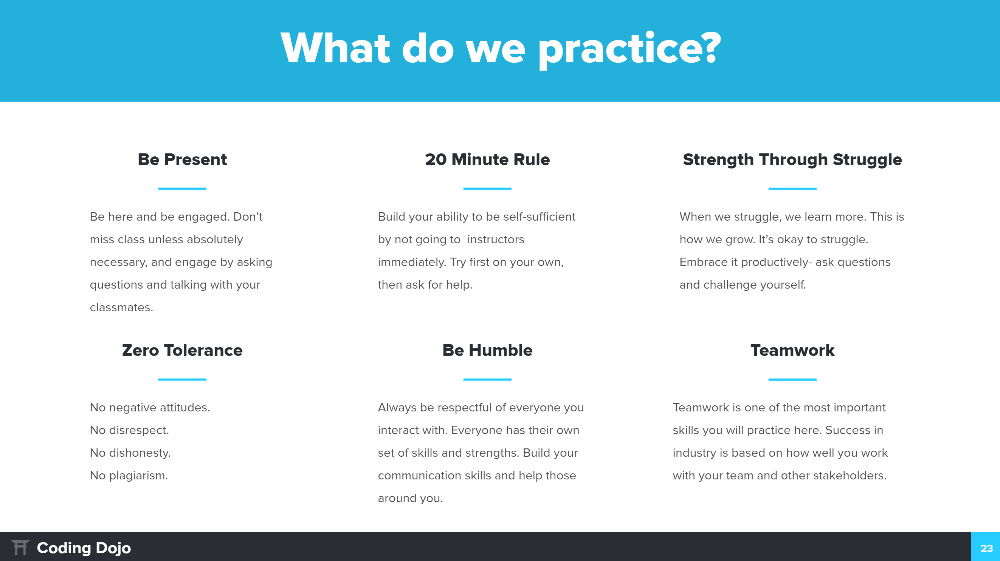 What do we practice?
Be Present
Be here and be engaged. Don’t
miss class unless absolutely
necessary, and engage by asking
questions and talking with your
classmates.
20 Minute Rule
Build your ability to be self-sufficient
by not going to  instructors
immediately. Try first on your own,
then ask for help.
Strength Through Struggle
When we struggle, we learn more. This is
how we grow. It’s okay to struggle.
Embrace it productively- ask questions
and challenge yourself.
Zero Tolerance
No negative attitudes.
No disrespect.
No dishonesty.
No plagiarism.
Be Humble
Always be respectful of everyone you
interact with. Everyone has their own
set of skills and strengths. Build your
communication skills and help those
around you.
Teamwork
Teamwork is one of the most important
skills you will practice here. Success in
industry is based on how well you work
with your team and other stakeholders.
Coding Dojo
23